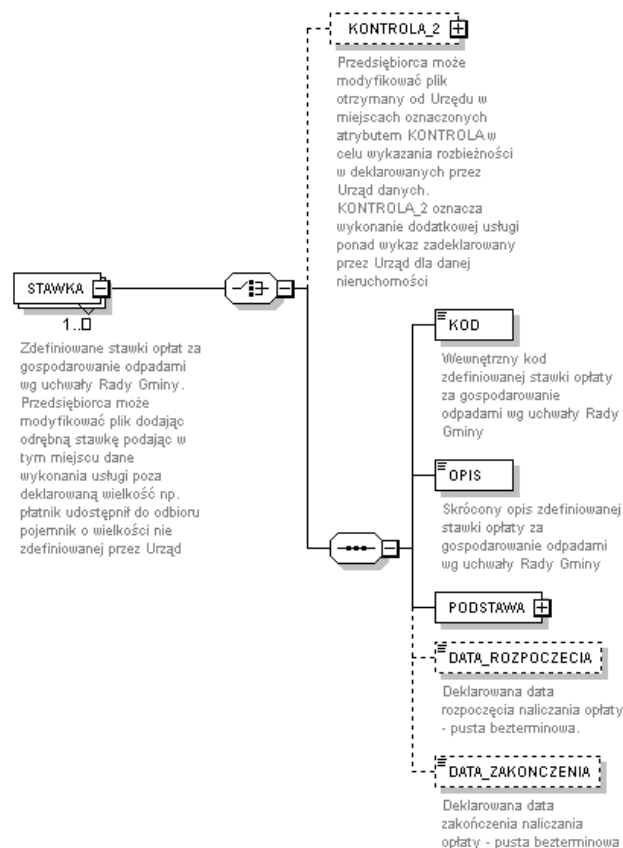 KONTROLA_2
Przedsiębiorca może
modyfikować plik
otrzymany od Urzędu w
miejscach oznaczonych
atrybutem KONTROLA w
celu wykazania rozbieżności
w deklarowanych przez
Urząd danych.
KONTROLA_2 oznacza
wykonanie dodatkowej usługi
ponad wykaz zadeklarowany
przez Urząd dla danej
nieruchomości
STAWKA
1..□
Zdefiniowane stawki opłat za
gospodarowanie odpadami
wg uchwały Rady Gminy.
Przedsiębiorca może
modyfikować plik dodając
odrębną stawkę podając w
tym miejscu dane
wykonania usługi poza
deklarowaną wielkość np.
płatnik udostępnił do odbioru
pojemnik o wielkości nie
zdefiniowanej przez Urząd
KOD
Wewnętrzny kod
zdefiniowanej stawki opłaty
za gospodarowanie
odpadami wg uchwały Rady
Gminy
OPIS
Skrócony opis zdefiniowanej
stawki opłaty za
gospodarowanie odpadami
wg uchwały Rady Gminy
PODSTAWA
DATA_ROZPOCZECIA
Deklarowana data
rozpoczęcia naliczania opłaty
- pusta bezterminowa.
DATA_ZAKONCZENIA
Deklarowana data
zakończenia naliczania
opłaty - pusta bezterminowa